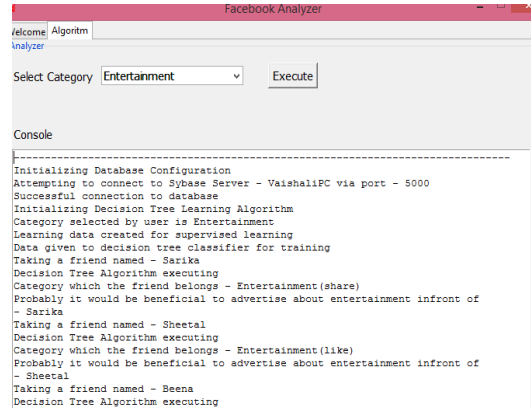 Facebook Analyzer
Welcome Algoritm
Analyzer
Select Category Entertainment Execute
Console
--------------------------------------------------------------------------------
Initializing Database Configuration
Attempting to connect to Sybase Server - VaishaliPC via port - 5000
Successful connection to database
Initializing Decision Tree Learning Algorithm
Category selected by user is Entertainment
Learning data created for supervised learning
Data given to decision tree classifier for training
Taking a friend named - Sarika
Decision Tree Algorithm executing
Category which the friend belongs - Entertainment(share)
Probably it would be beneficial to advertise about entertainment infront of
- Sarika
Taking a friend named - Sheetal
Decision Tree Algorithm executing
Category which the friend belongs - Entertainment(like)
Probably it would be beneficial to advertise about entertainment infront of
- Sheetal
Taking a friend named - Beena
Decision Tree Algorithm executing